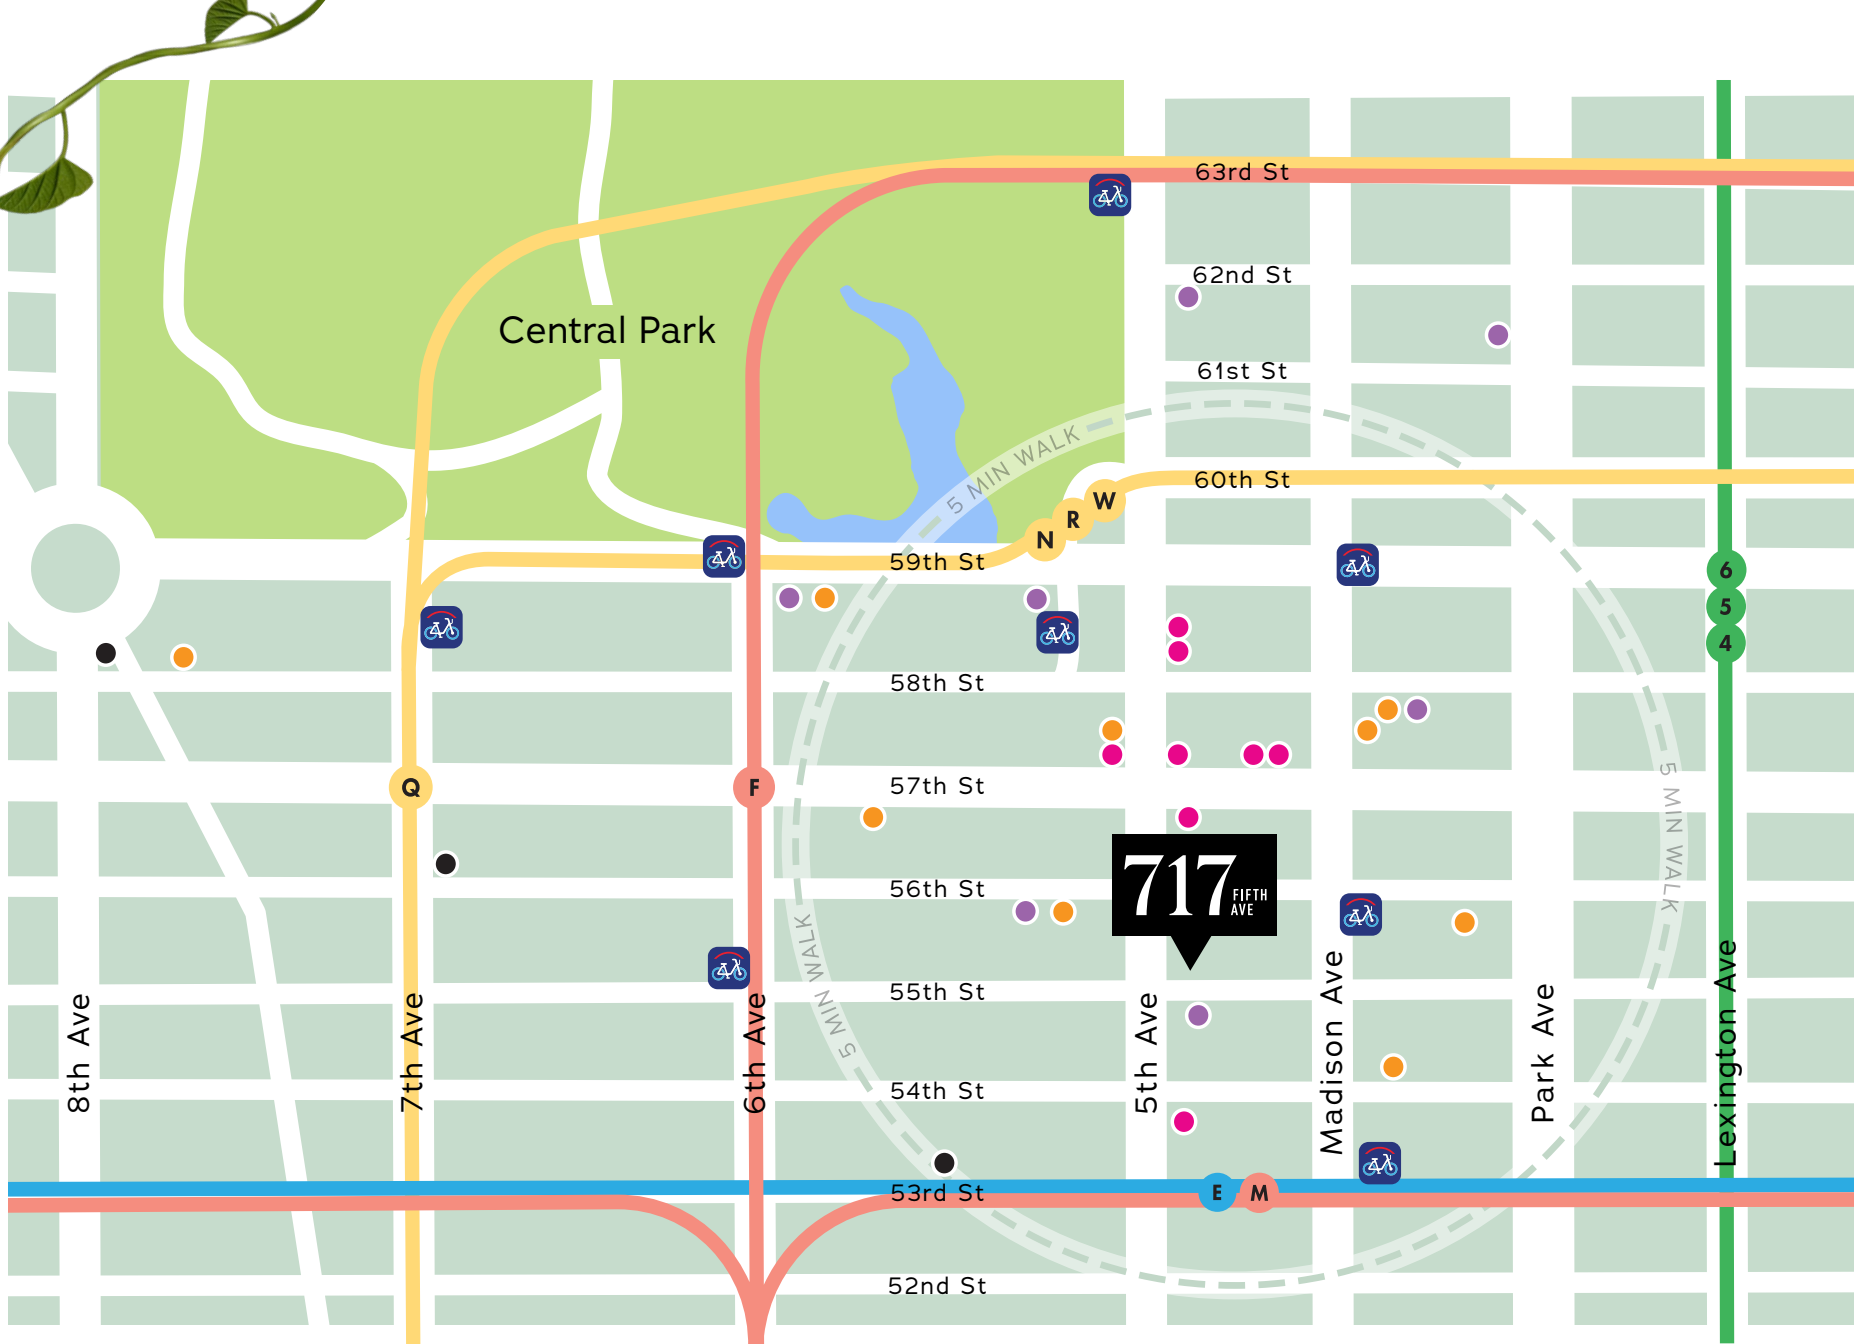 63rd St
62nd St
Central Park
61st St
5 MIN WALK
60th St
N R W
59th St
6
5
4
58th St
57th St
Q
F
5 MIN WALK
717 FIFTH AVE
56th St
5 MIN WALK
55th St
8th Ave
7th Ave
6th Ave
5th Ave
Madison Ave
Park Ave
Lexington Ave
54th St
53rd St
E M
52nd St